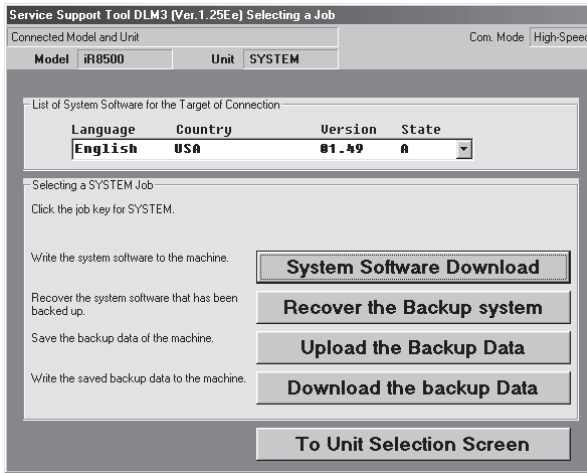 Service Support Tool DLM3 (Ver.1.25Ee) Selecting a Job
Connected Model and Unit
Com. Mode High-Speed
Model iR8500 Unit SYSTEM
List of System Software for the Target of Connection
Language Country Version State
English USA 01.49 A
Selecting a SYSTEM Job
Click the job key for SYSTEM.
Write the system software to the machine.
System Software Download
Recover the system software that has been
backed up.
Recover the Backup system
Save the backup data of the machine.
Upload the Backup Data
Write the saved backup data to the machine.
Download the backup Data
To Unit Selection Screen